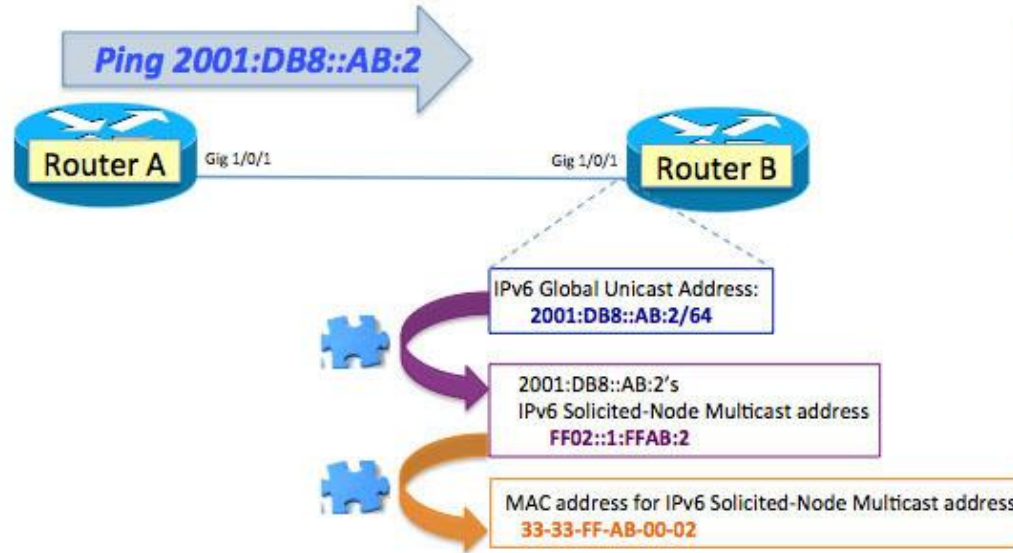 Ping 2001:DB8::AB:2
Router A
Gig 1/0/1
Gig 1/0/1
Router B
IPv6 Global Unicast Address:
2001:DB8::AB:2/64
2001:DB8::AB:2's
IPv6 Solicited-Node Multicast address
FF02::1:FFAB:2
MAC address for IPv6 Solicited-Node Multicast address
33-33-FF-AB-00-02